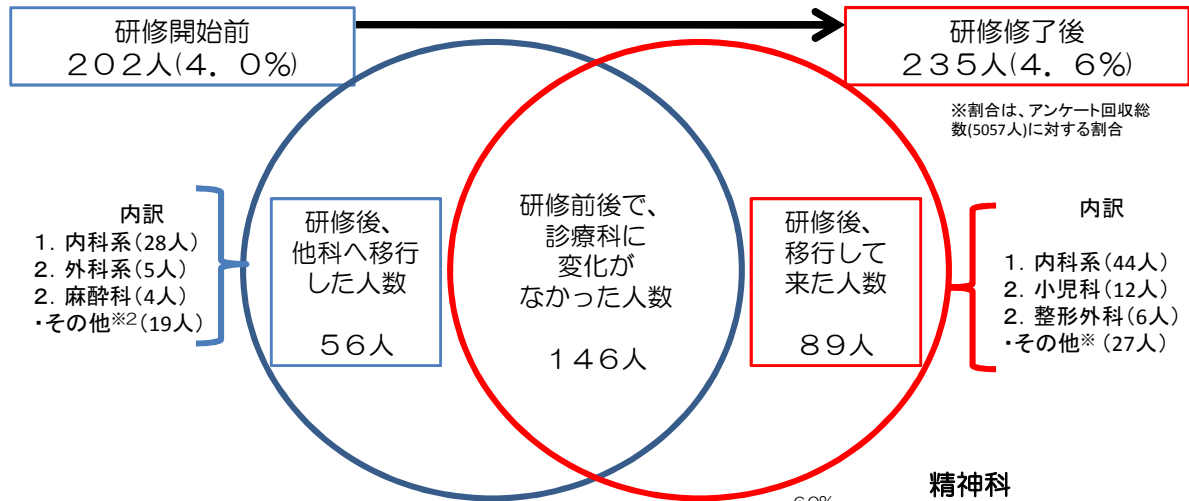 研修開始前
202人(4．0%)
研修修了後
235人(4．6%)
※割合は、アンケート回収総
数(5057人)に対する割合
内訳
1．内科系(28人)
2．外科系(5人)
2．麻酔科(4人)
・その他※2(19人)
研修後、
他科へ移行
した人数
56人
研修前後で、
診療科に
変化が
なかった人数
146人
研修後、
移行して
来た人数
89人
内訳
1．内科系(44人)
2．小児科(12人)
2．整形外科(6人)
・その他※(27人)
精神科
60%